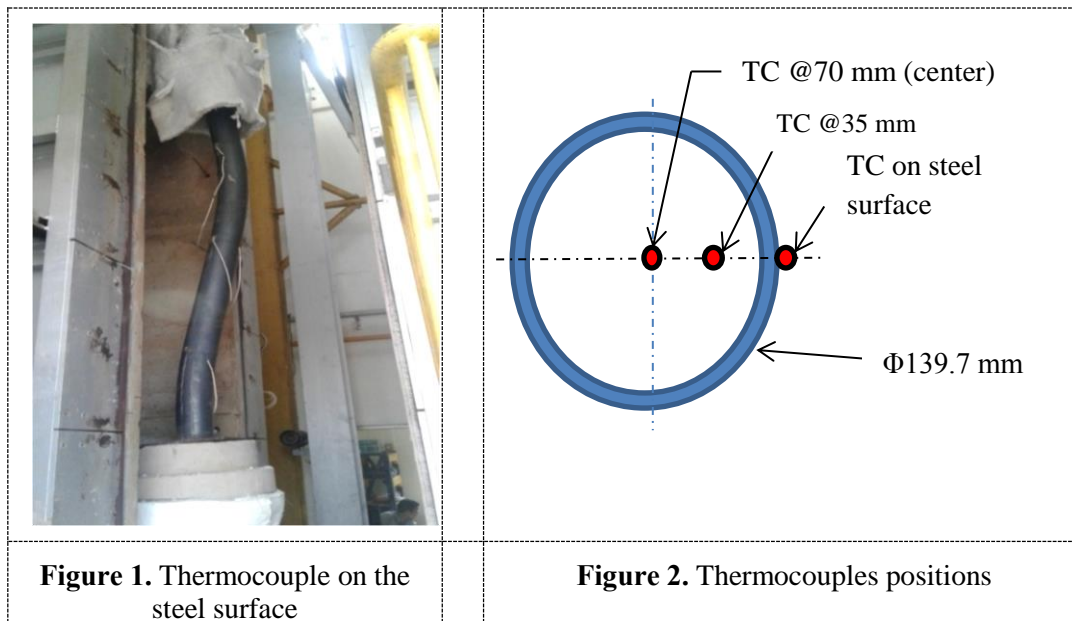 TC @70 mm (center)
TC @35 mm
TC on steel
surface
Φ139.7 mm
Figure 1. Thermocouple on the
steel surface
Figure 2. Thermocouples positions